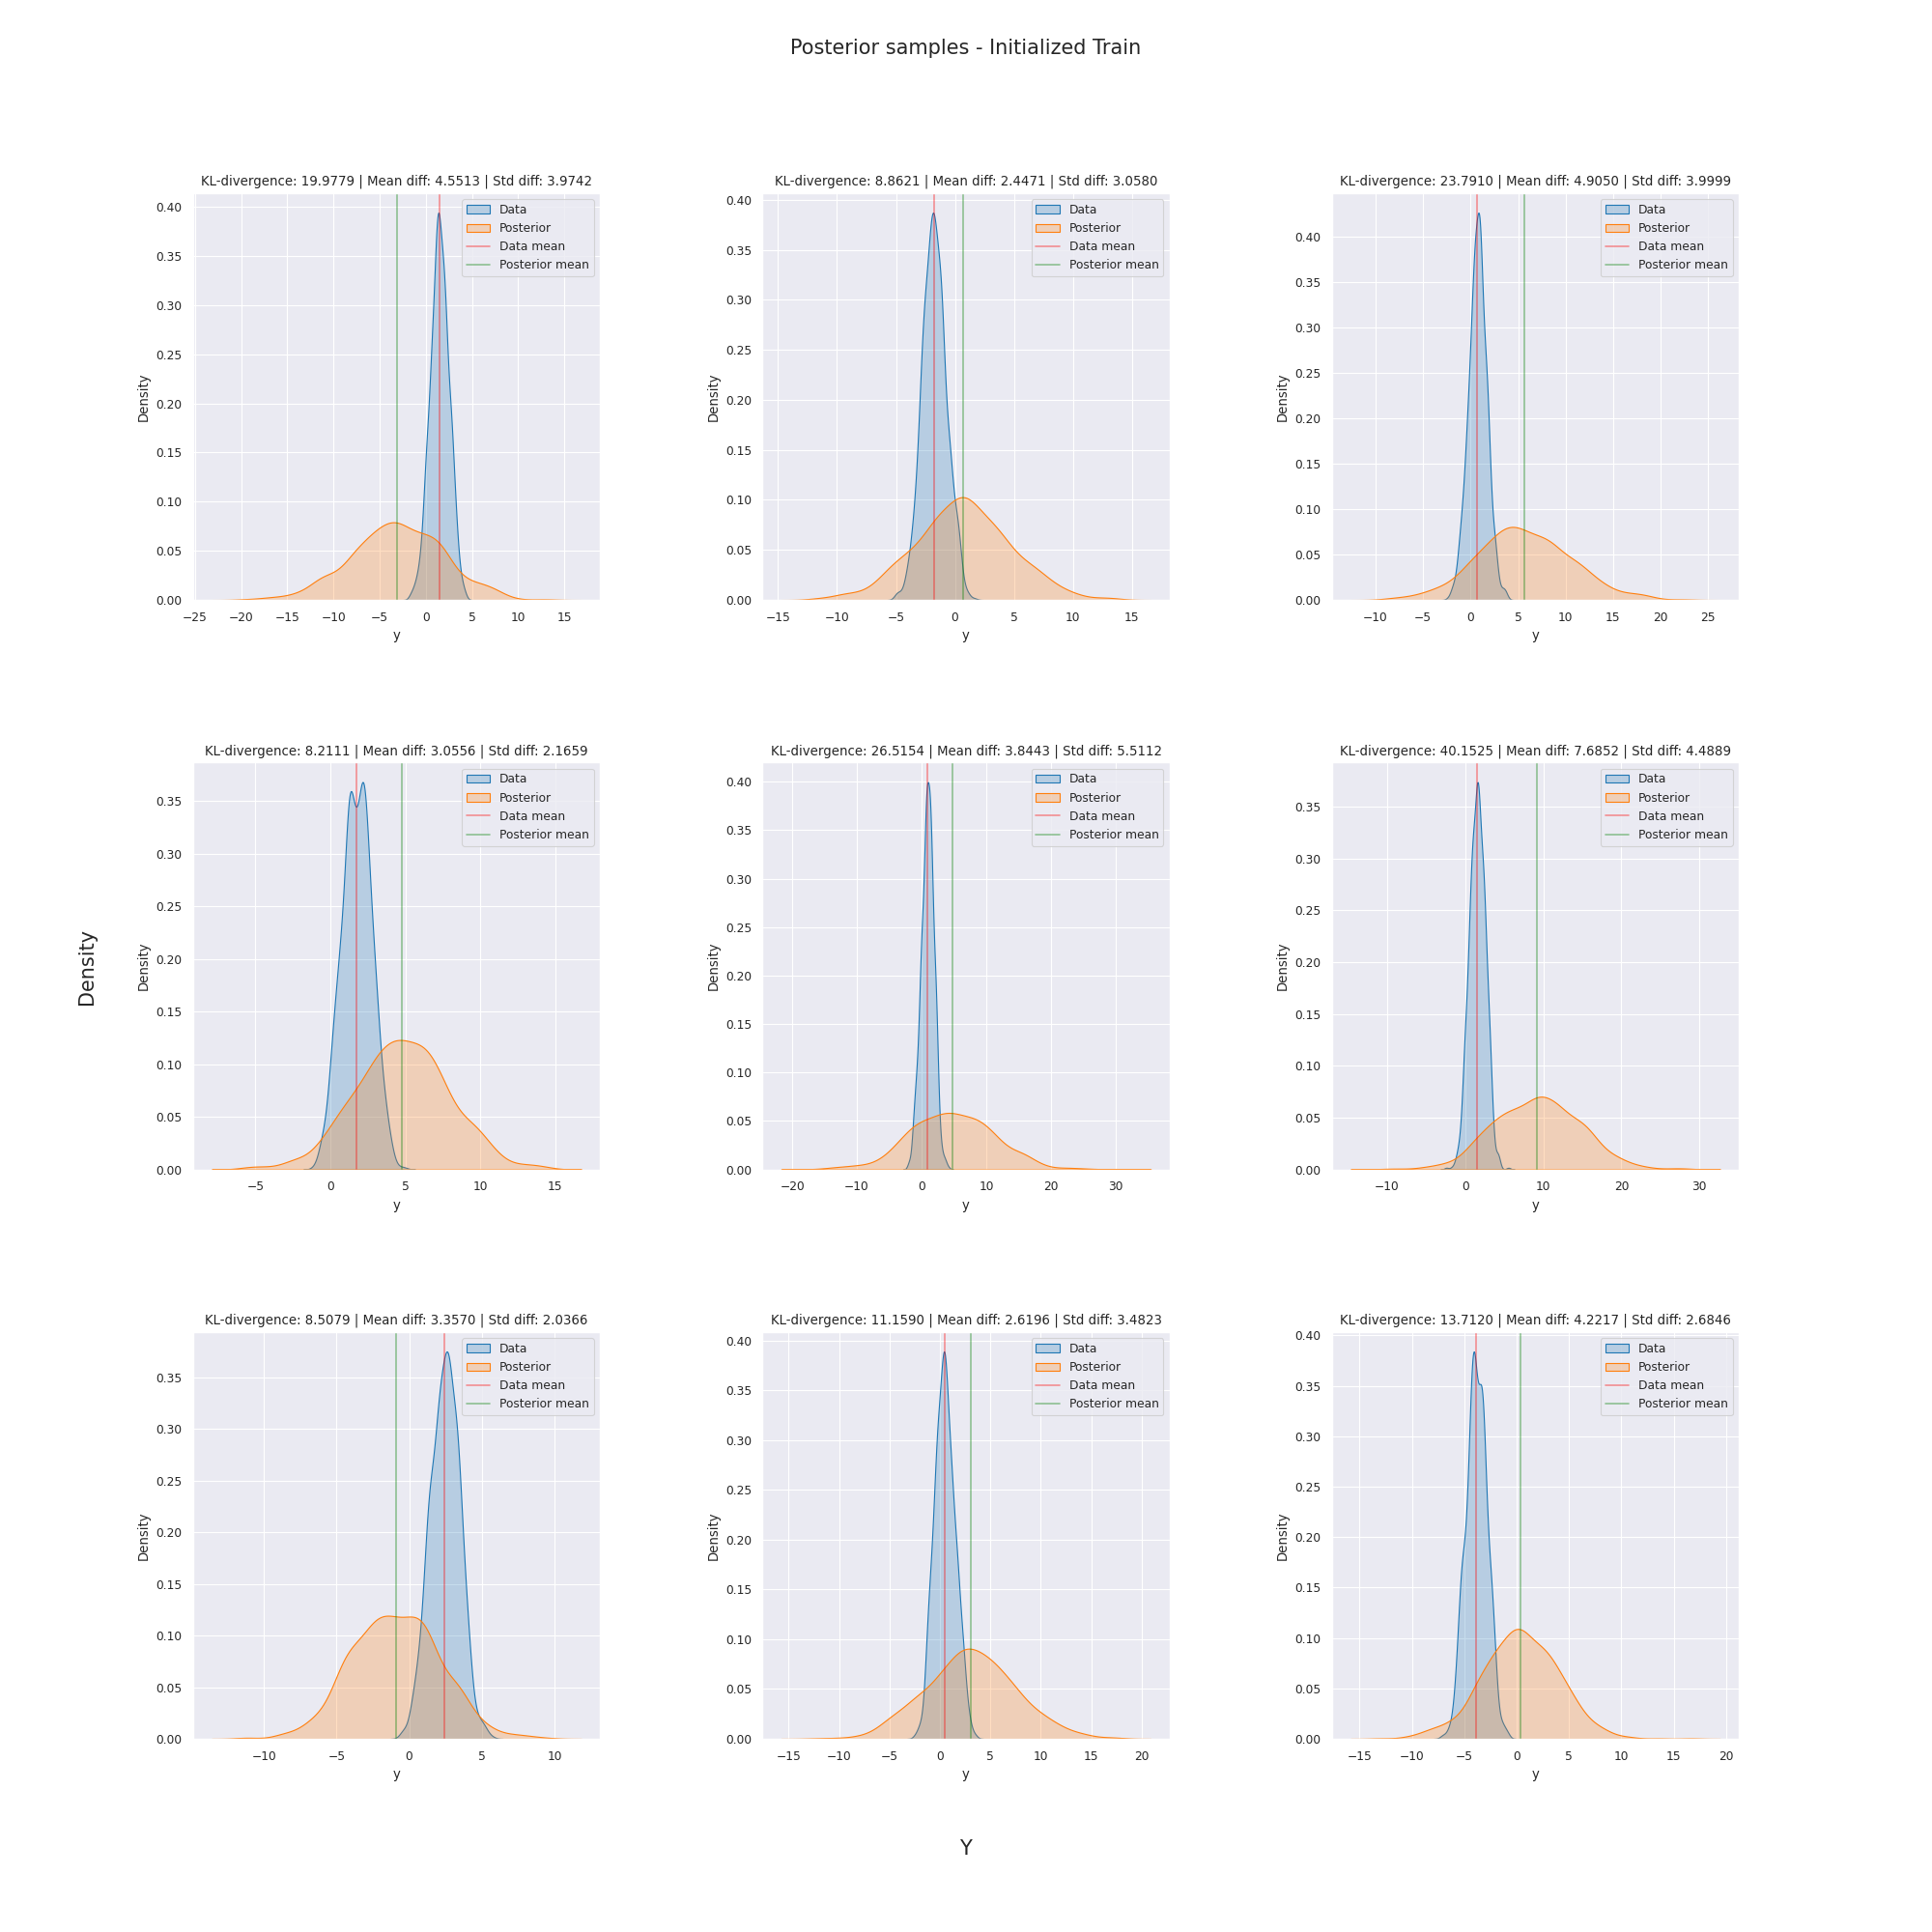 Posterior samples - Initialized Train
KL-divergence: 19.9779 | Mean diff: 4.5513 | Std diff: 3.9742
Data
Posterior
Data mean
Posterior mean
0.40
0.35
0.30
0.25
0.20
0.15
0.10
0.05
0.00
Density
−25 −20 −15 −10 −5 0 5 10 15
y
KL-divergence: 8.8621 | Mean diff: 2.4471 | Std diff: 3.0580
Data
Posterior
Data mean
Posterior mean
0.40
0.35
0.30
0.25
0.20
0.15
0.10
0.05
0.00
Density
−15 −10 −5 0 5 10 15
y
KL-divergence: 23.7910 | Mean diff: 4.9050 | Std diff: 3.9999
Data
Posterior
Data mean
Posterior mean
0.40
0.35
0.30
0.25
0.20
0.15
0.10
0.05
0.00
Density
−10 −5 0 5 10 15 20 25
y
Density
KL-divergence: 8.2111 | Mean diff: 3.0556 | Std diff: 2.1659
Data
Posterior
Data mean
Posterior mean
0.35
0.30
0.25
0.20
0.15
0.10
0.05
0.00
Density
−5 0 5 10 15
y
KL-divergence: 26.5154 | Mean diff: 3.8443 | Std diff: 5.5112
Data
Posterior
Data mean
Posterior mean
0.40
0.35
0.30
0.25
0.20
0.15
0.10
0.05
0.00
Density
−20 −10 0 10 20 30
y
KL-divergence: 40.1525 | Mean diff: 7.6852 | Std diff: 4.4889
Data
Posterior
Data mean
Posterior mean
0.35
0.30
0.25
0.20
0.15
0.10
0.05
0.00
Density
−10 0 10 20 30
y
KL-divergence: 8.5079 | Mean diff: 3.3570 | Std diff: 2.0366
Data
Posterior
Data mean
Posterior mean
0.35
0.30
0.25
0.20
0.15
0.10
0.05
0.00
Density
−10 −5 0 5 10
y
KL-divergence: 11.1590 | Mean diff: 2.6196 | Std diff: 3.4823
Data
Posterior
Data mean
Posterior mean
0.40
0.35
0.30
0.25
0.20
0.15
0.10
0.05
0.00
Density
−15 −10 −5 0 5 10 15 20
y
KL-divergence: 13.7120 | Mean diff: 4.2217 | Std diff: 2.6846
Data
Posterior
Data mean
Posterior mean
0.40
0.35
0.30
0.25
0.20
0.15
0.10
0.05
0.00
Density
−15 −10 −5 0 5 10 15 20
y
Y